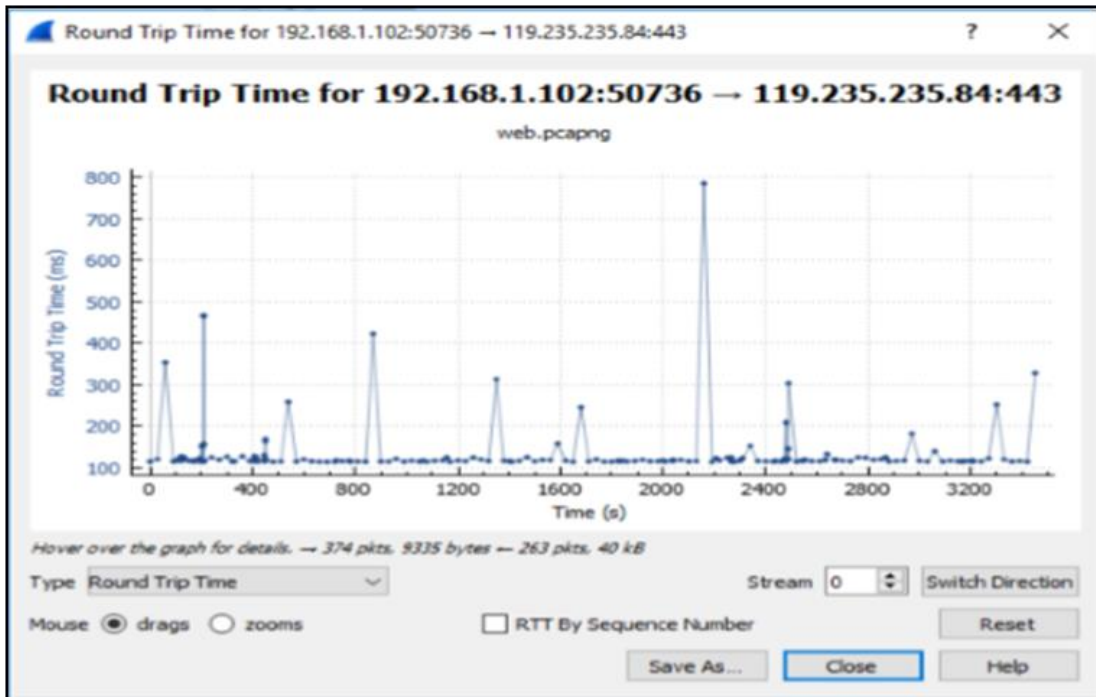 Round Trip Time for 192.168.1.102:50736 → 119.235.235.84:443 ? ×
Round Trip Time for 192.168.1.102:50736 → 119.235.235.84:443
web.pcapng
800
700
600
500
400
300
200
100
Round Trip Time (ms)
0 400 800 1200 1600 2000 2400 2800 3200
Time (s)
Hover over the graph for details. → 374 pkts, 9335 bytes ← 263 pkts, 40 kB
Type Round Trip Time Stream 0 Switch Direction
Mouse drags zooms RTT By Sequence Number Reset
Save As... Close Help